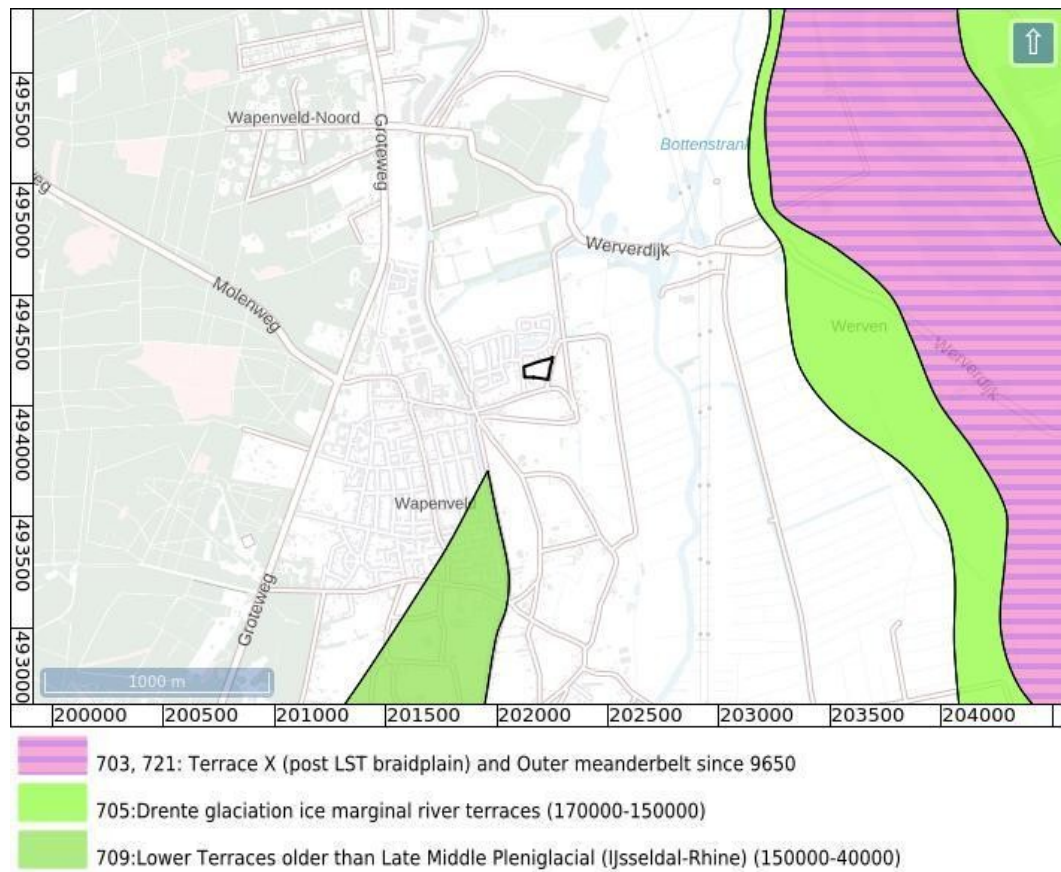 Wapenveld-Noord
Groteweg
Bottenstrank
495500
eg
495000
Werverdijk
Molenweg
494500
Werven
Werverdijk
494000
Wapenveld
493500
Groteweg
493000
1000 m
200000 200500 201000 201500 202000 202500 203000 203500 204000
703, 721: Terrace X (post LST braidplain) and Outer meanderbelt since 9650
705:Drente glaciation ice marginal river terraces (170000-150000)
709:Lower Terraces older than Late Middle Pleniglacial (IJsseldal-Rhine) (150000-40000)